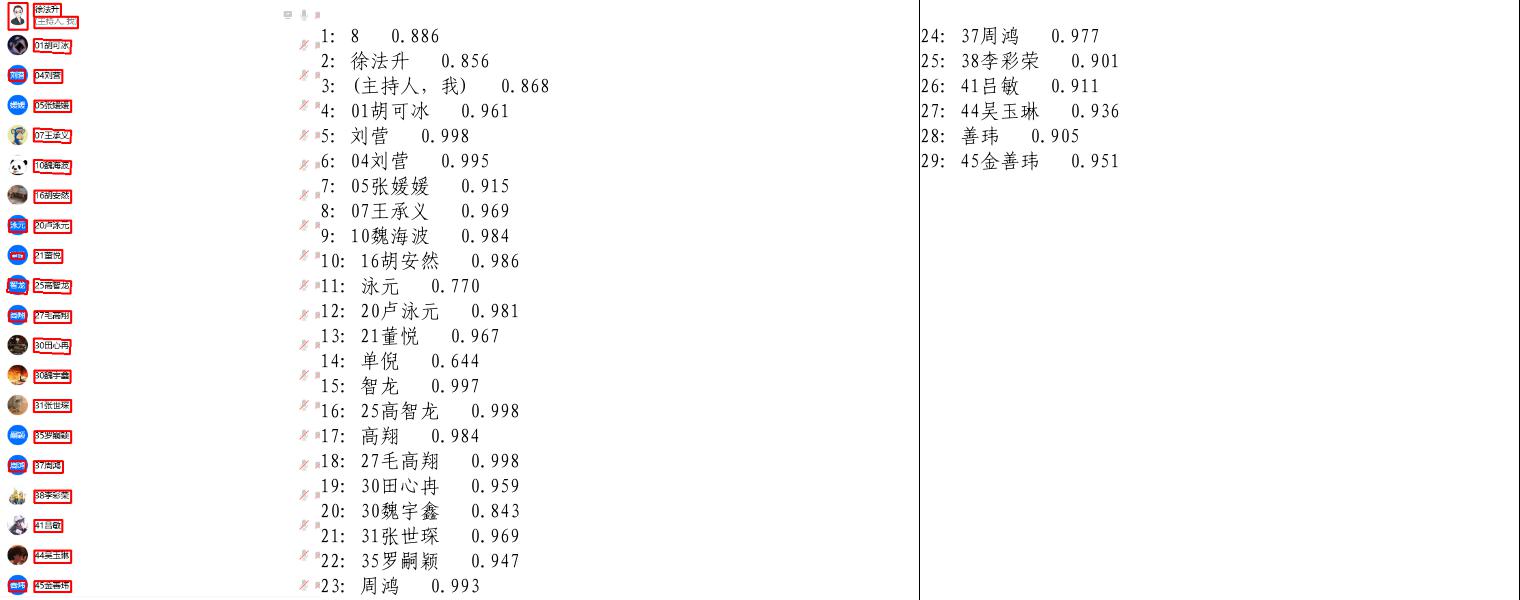 徐法升
(主持人, 我)
01胡可冰
刘营
04刘营
媛媛
05张媛媛
07王承义
10魏海波
16胡安然
泳元
20卢泳元
21董悦
智龙
25高智龙
高翔
27毛高翔
30田心冉
30魏宇鑫
31张世琛
嗣颖
35罗嗣颖
周鸿
37周鸿
38李彩荣
41吕敏
44吴玉琳
善玮
45金善玮
1: 8 0.886
2: 徐法升 0.856
3: (主持人, 我) 0.868
4: 01胡可冰 0.961
5: 刘营 0.998
6: 04刘营 0.995
7: 05张媛媛 0.915
8: 07王承义 0.969
9: 10魏海波 0.984
10: 16胡安然 0.986
11: 泳元 0.770
12: 20卢泳元 0.981
13: 21董悦 0.967
14: 单倪 0.644
15: 智龙 0.997
16: 25高智龙 0.998
17: 高翔 0.984
18: 27毛高翔 0.998
19: 30田心冉 0.959
20: 30魏宇鑫 0.843
21: 31张世琛 0.969
22: 35罗嗣颖 0.947
23: 周鸿 0.993
24: 37周鸿 0.977
25: 38李彩荣 0.901
26: 41吕敏 0.911
27: 44吴玉琳 0.936
28: 善玮 0.905
29: 45金善玮 0.951